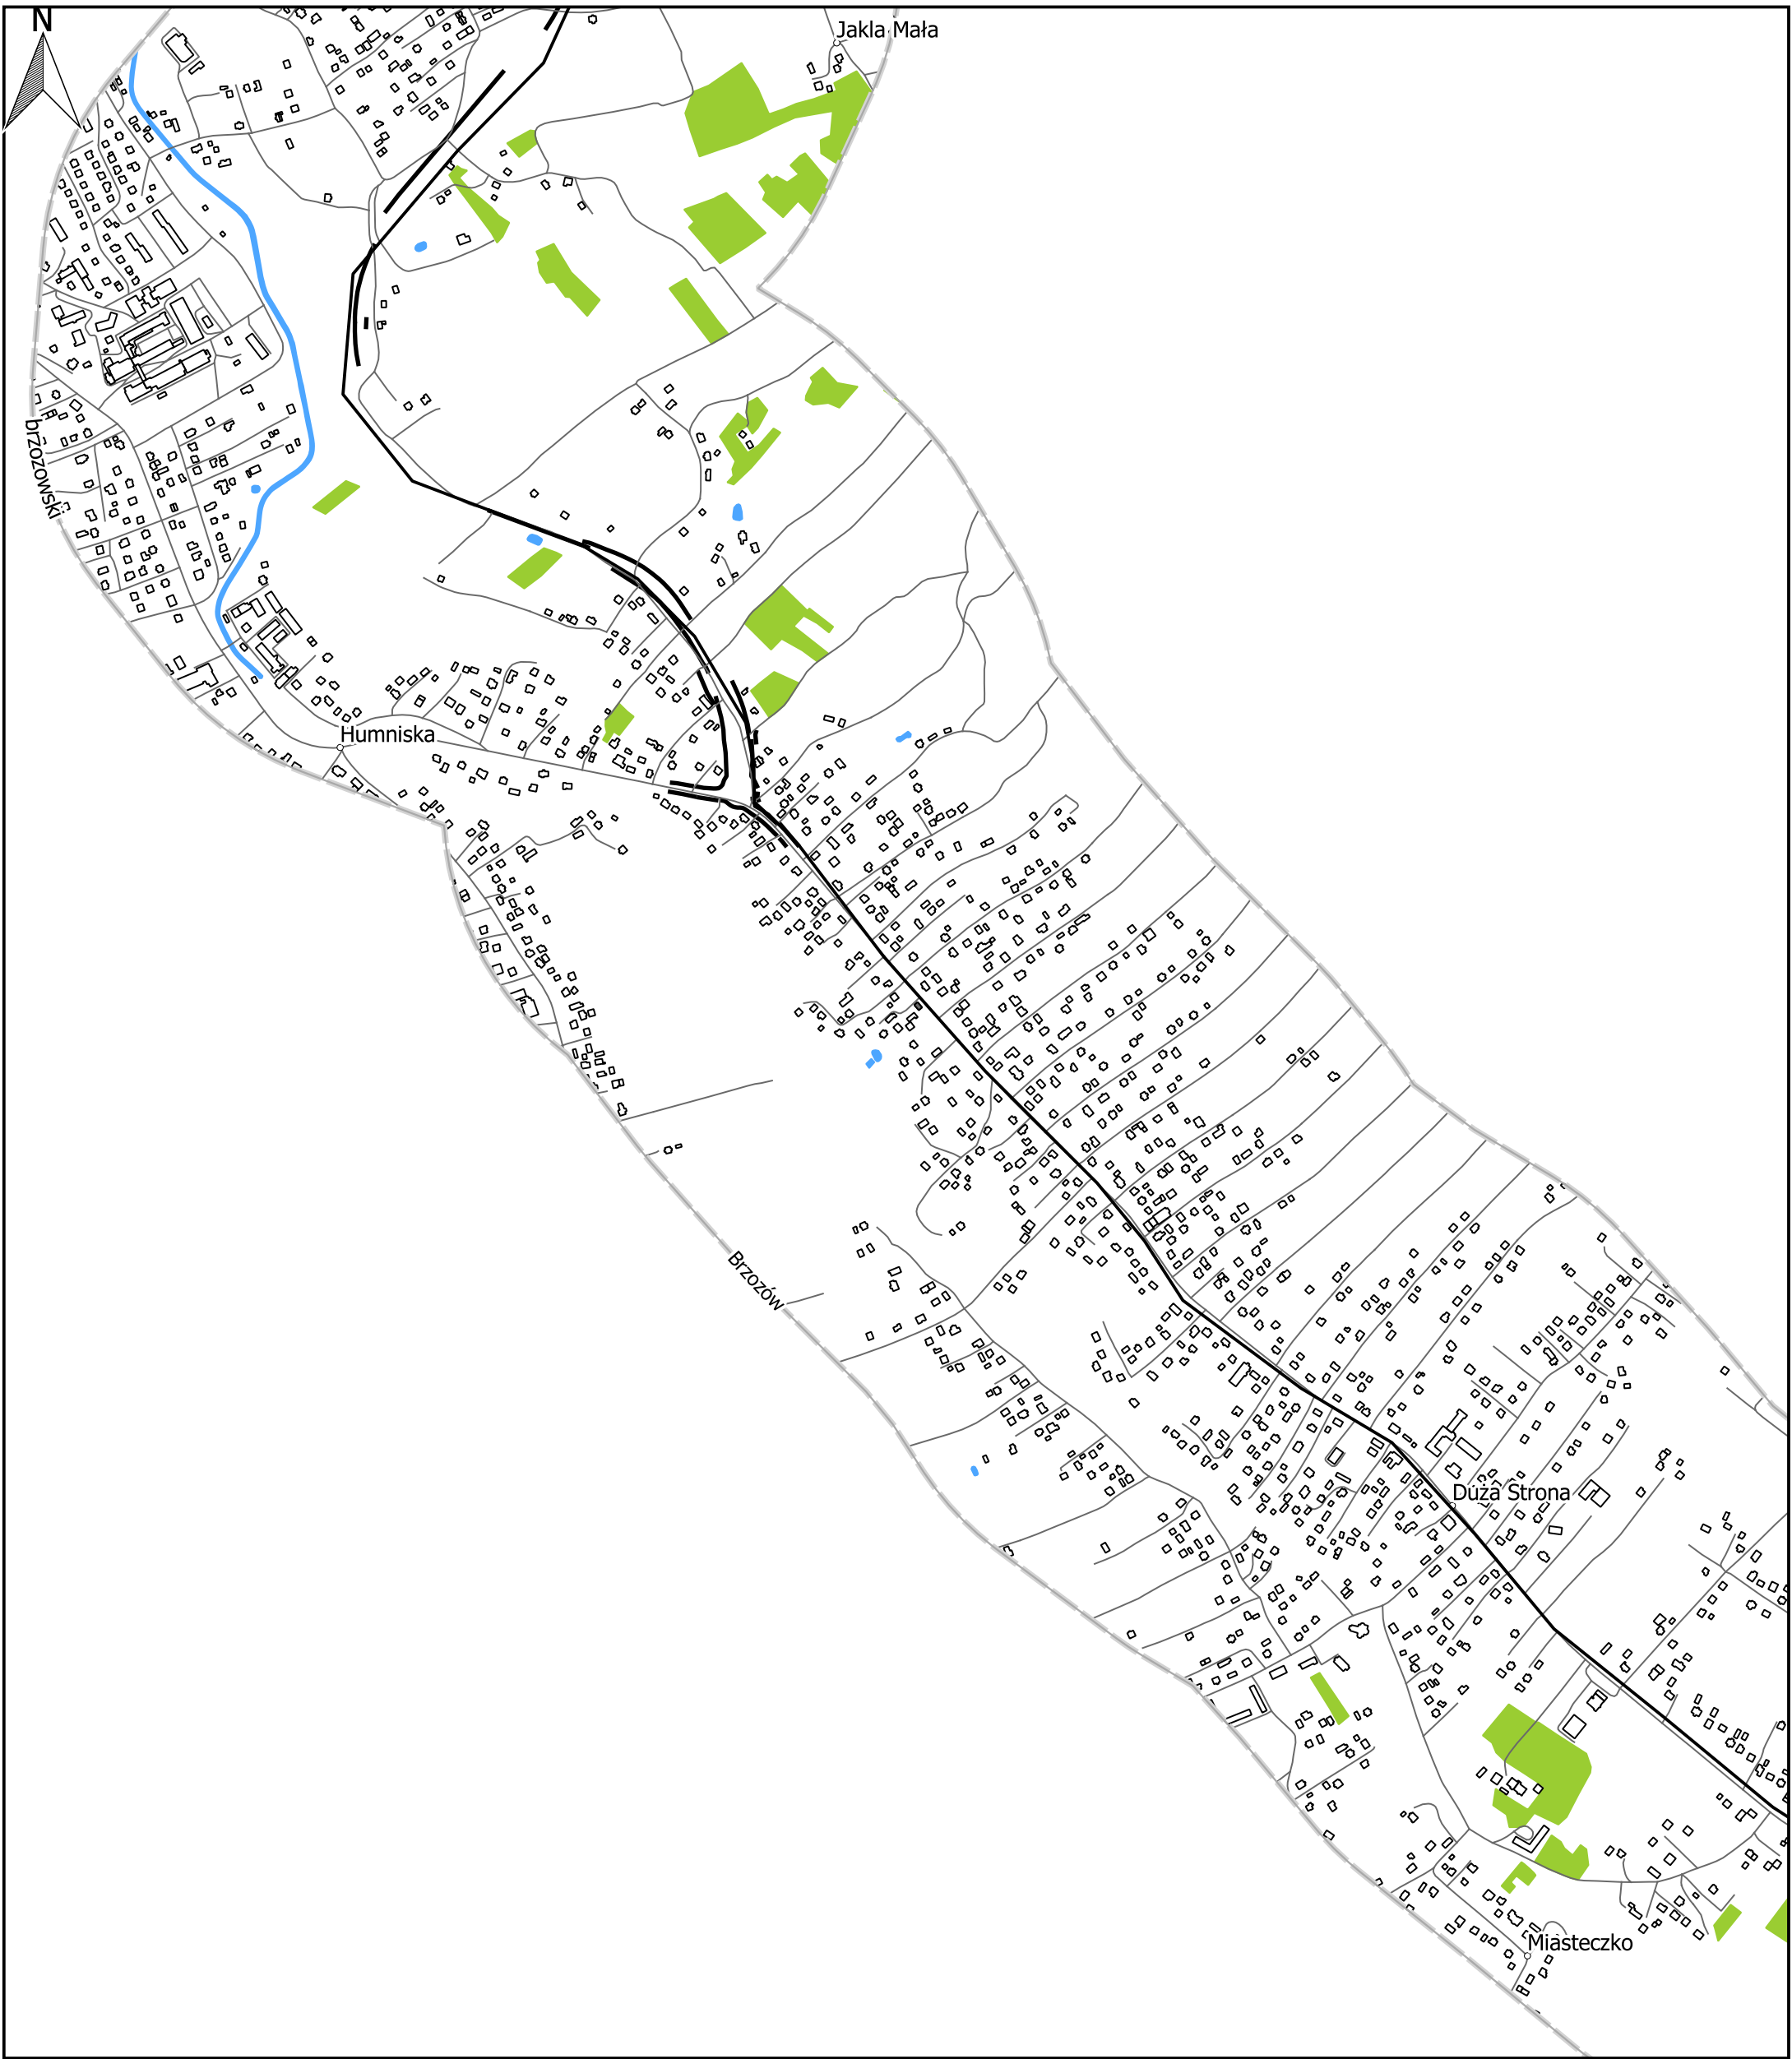 N
Jakla Mała
brzozowski
Humniska
Brzozów
Duża Strona
Miasteczko